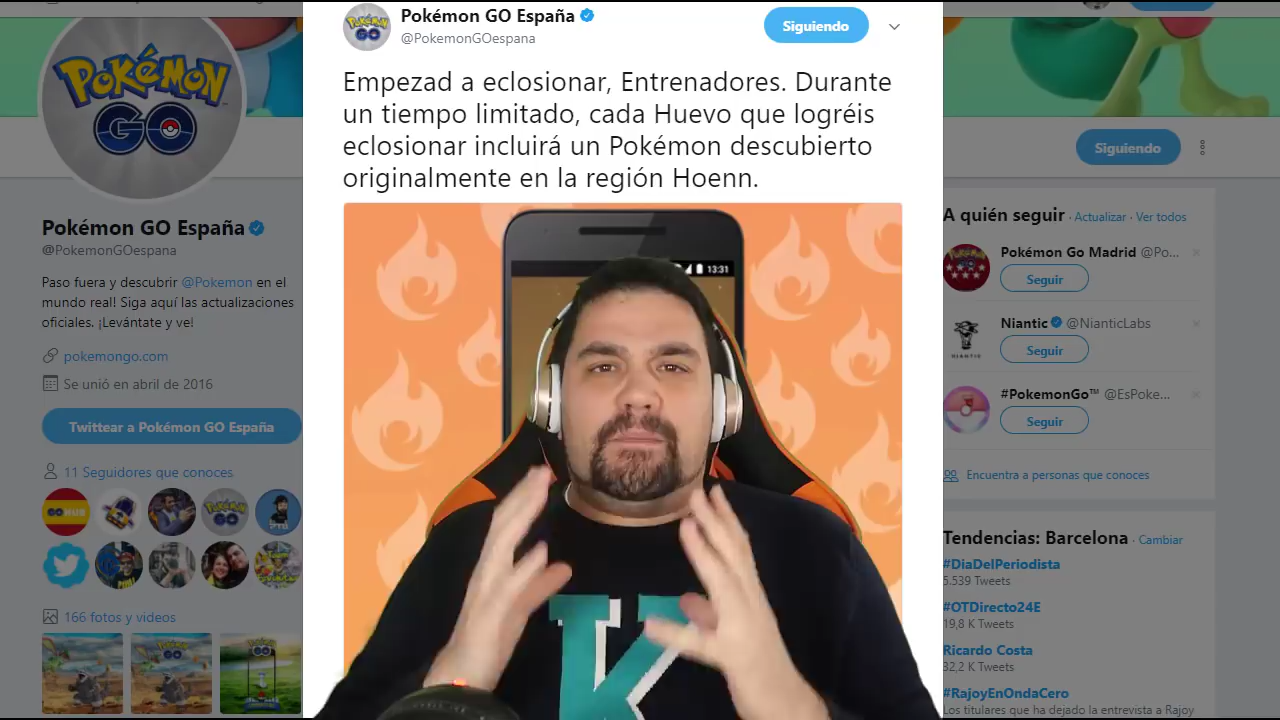 POKÉMON
GO
Pokémon GO España
@PokemonGOespana
Paso fuera y descubrir @Pokemon en el
mundo real! Siga aquí las actualizaciones
oficiales. ¡Levántate y ve!
pokemongo.com
Se unió en abril de 2016
Twittear a Pokémon GO España
11 Seguidores que conoces
GOHUB
166 fotos y videos
Pokémon GO España
@PokemonGOespana
Siguiendo
Empezad a eclosionar, Entrenadores. Durante
un tiempo limitado, cada Huevo que logréis
eclosionar incluirá un Pokémon descubierto
originalmente en la región Hoenn.
13:31
K
Siguiendo
A quién seguir · Actualizar · Ver todos
Pokémon Go Madrid @Po...
Seguir
Niantic @NianticLabs
Seguir
NIANTIC
#PokemonGo™ @EsPoke...
Seguir
Encuentra a personas que conoces
Tendencias: Barcelona · Cambiar
#DiaDelPeriodista
5.539 Tweets
#OTDirecto24E
19,8 K Tweets
Ricardo Costa
32,2 K Tweets
#RajoyEnOndaCero
Los titulares que ha dejado la entrevista a Rajoy